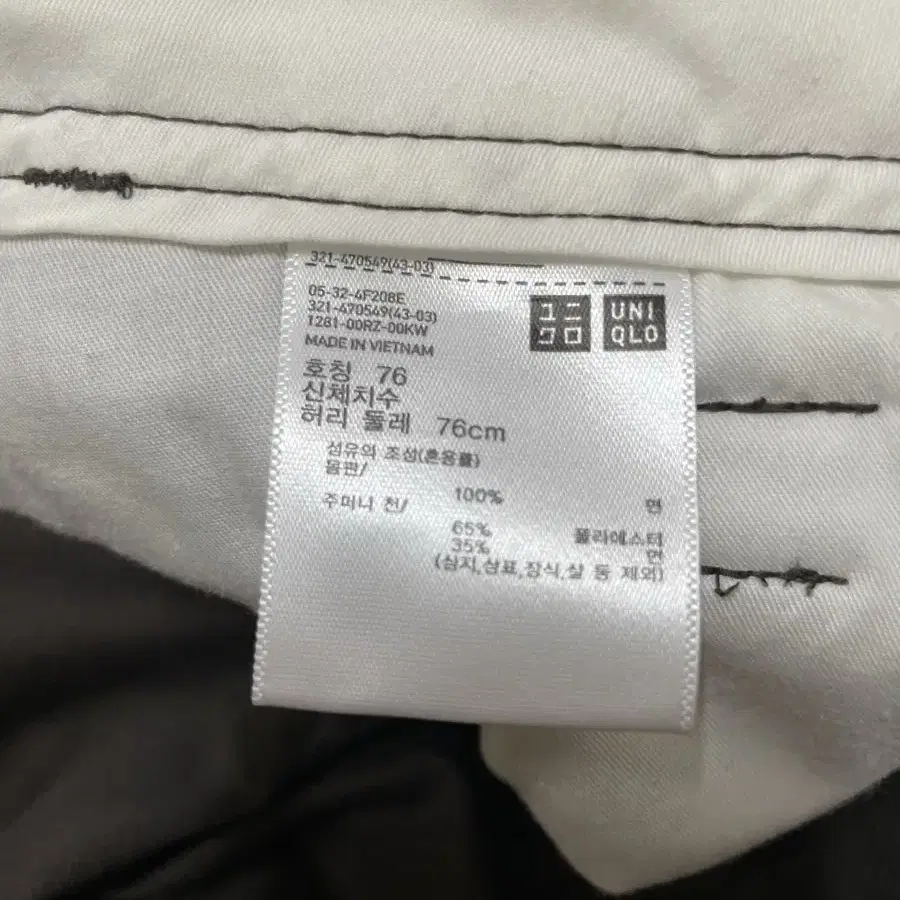 321-470549(43-03)
05-32-4F208E
321-470549(43-03)
1281-00RZ-00KW
MADE IN VIETNAM
ユニ
クロ
UNI
QLO
호칭 76
신체치수
허리 둘레 76cm
섬유의 조성(혼용률)
몸판/
100% 면
주머니 천/
65% 폴리에스터
35% 면
(심지,상표,장식,살 등 제외)